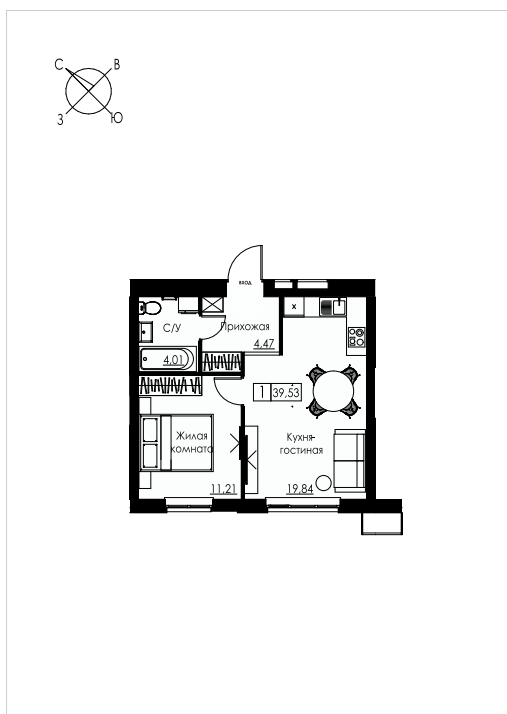 С
В
З
Ю
вход
х
С/У
Прихожая
4.47
4.01
1
39,53
Жилая
комната
Кухня-
гостиная
11,21
19.84